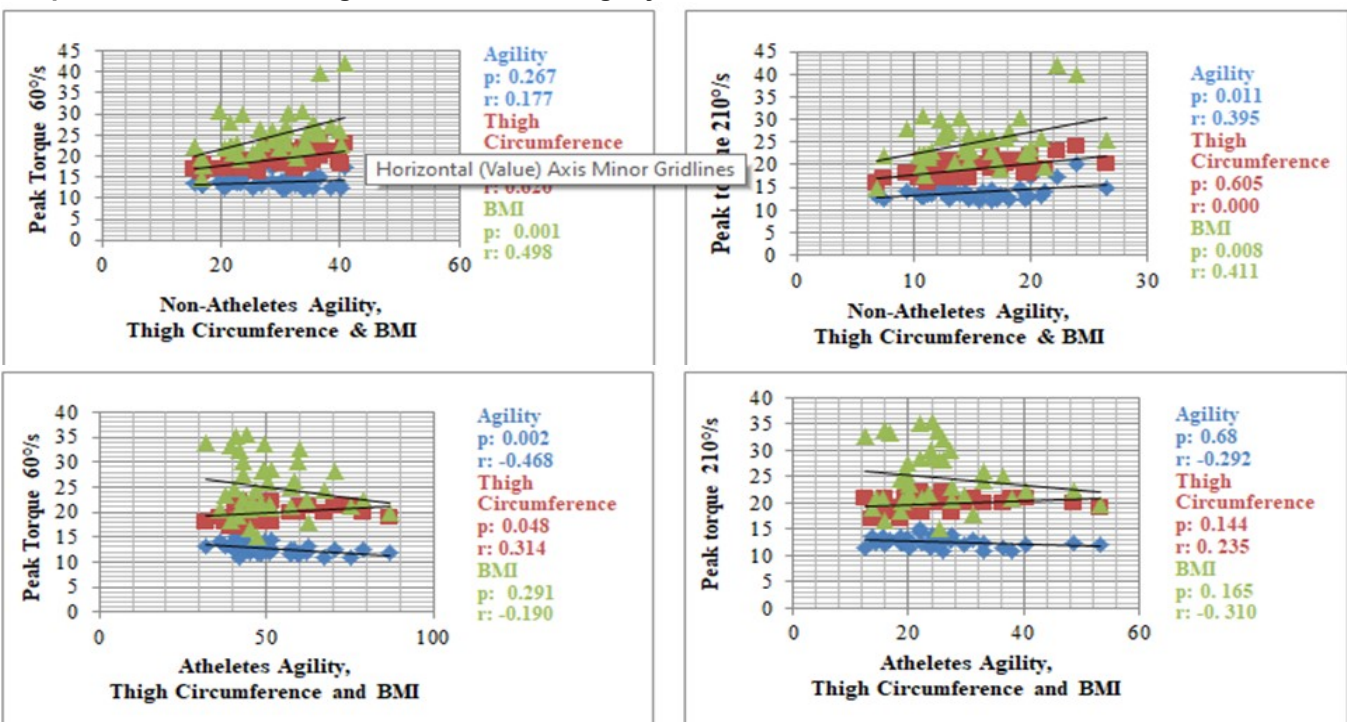 Peak Torque 60°/s
45
40
35
30
25
20
15
10
5
0
0 20 40 60
Non-Atheletes Agility,
Thigh Circumference & BMI
Agility
p: 0.267
r: 0.177
Thigh
Circumference
Horizontal (Value) Axis Minor Gridlines
r: 0.620
BMI
p: 0.001
r: 0.498
Peak to
210°/s
45
40
35
30
25
20
15
10
5
0
0 10 20 30
Non-Atheletes Agility,
Thigh Circumference & BMI
Agility
p: 0.011
r: 0.395
Thigh
Circumference
p: 0.605
r: 0.000
BMI
p: 0.008
r: 0.411
Peak Torque 60°/s
40
35
30
25
20
15
10
5
0
0 50 100
Atheletes Agility,
Thigh Circumference and BMI
Agility
p: 0.002
r: -0.468
Thigh
Circumference
p: 0.048
r: 0.314
BMI
p: 0.291
r: -0.190
Peak torque 210°/s
40
35
30
25
20
15
10
5
0
0 20 40 60
Atheletes Agility,
Thigh Circumference and BMI
Agility
p: 0.68
r: -0.292
Thigh
Circumference
p: 0.144
r: 0. 235
BMI
p: 0. 165
r: -0. 310